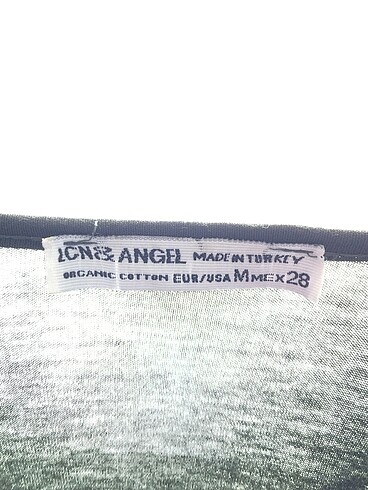 LCN& ANGEL MADE IN TURKEY
ORGANIC COTTON EUR/USA M MEX 28